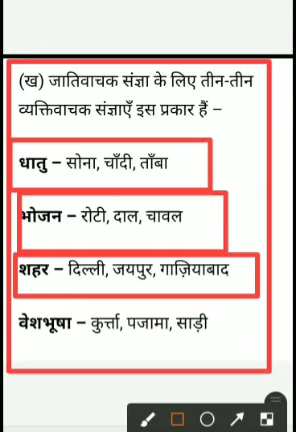 (ख) जातिवाचक संज्ञा के लिए तीन-तीन
व्यक्तिवाचक संज्ञाएँ इस प्रकार हैं –
धातु – सोना, चाँदी, ताँबा
भोजन – रोटी, दाल, चावल
शहर – दिल्ली, जयपुर, गाज़ियाबाद
वेशभूषा – कुर्त्ता, पजामा, साड़ी